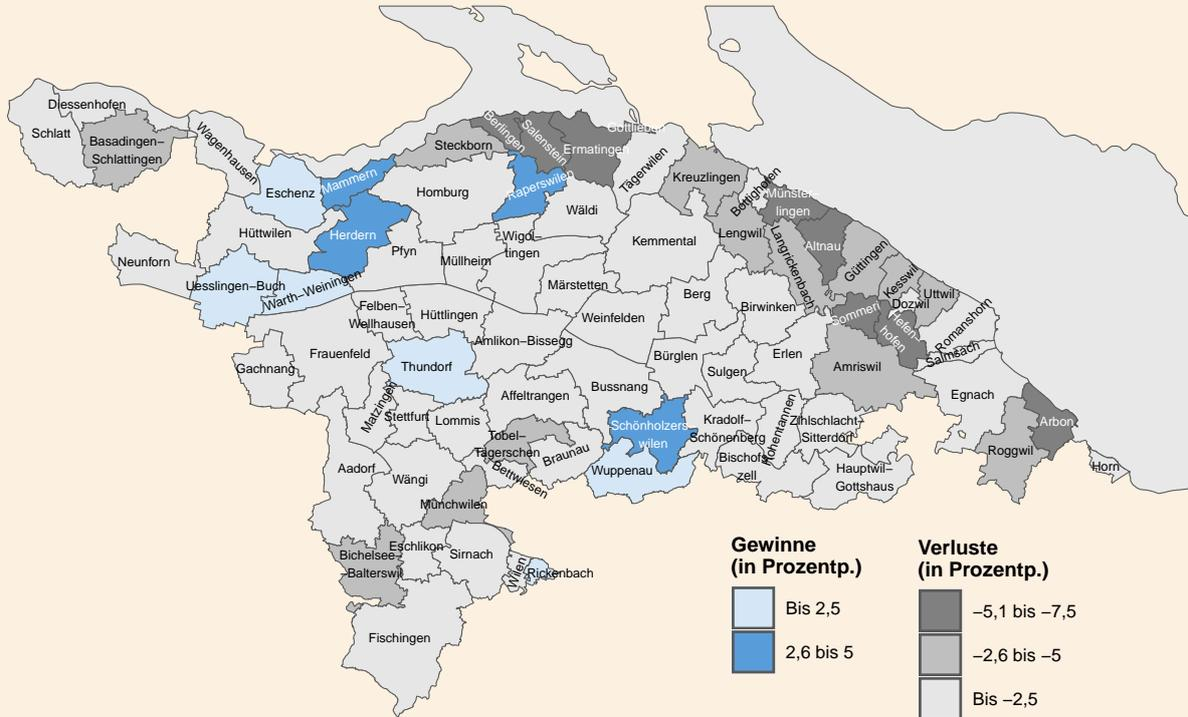 Diessenhofen
Schlatt
Basadingen–
Schlattingen
Wagenhausen
Eschenz
Mammern
Steckborn
Berlingen
Salenstein
Ermatingen
Gottlieben
Tägerwilen
Kreuzlingen
Bottighofen
Münster–
lingen
Homburg
Raperswilen
Wäldi
Herdern
Hüttwilen
Neunforn
Uesslingen–Buch
Warth–Weiningen
Pfyn
Müllheim
Wigol–
tingen
Kemmental
Lengwil
Langrickenbach
Altnau
Güttingen
Kesswil
Uttwil
Dozwil
Romanshorn
Salmsach
Sommeri
Hefen–
hofen
Märstetten
Berg
Birwinken
Felben–
Wellhausen
Hüttlingen
Weinfelden
Amlikon–Bissegg
Frauenfeld
Gachnang
Thundorf
Bürglen
Sulgen
Erlen
Amriswil
Egnach
Matzingen
Stettfurt
Lommis
Affeltrangen
Bussnang
Schönholzers
wilen
Kradolf–
Schönenberg
Hohentannen
Zihlschlacht–
Sitterdorf
Arbon
Roggwil
Horn
Tobel–
Tägerschen
Braunau
Bettwiesen
Wuppenau
Bischofs–
zell
Hauptwil–
Gottshaus
Aadorf
Wängi
Münchwilen
Bichelsee–
–Balterswil
Eschlikon
Sirnach
Wilen
Rickenbach
Fischingen
Gewinne
(in Prozentp.)
Bis 2,5
2,6 bis 5
Verluste
(in Prozentp.)
–5,1 bis –7,5
–2,6 bis –5
Bis –2,5